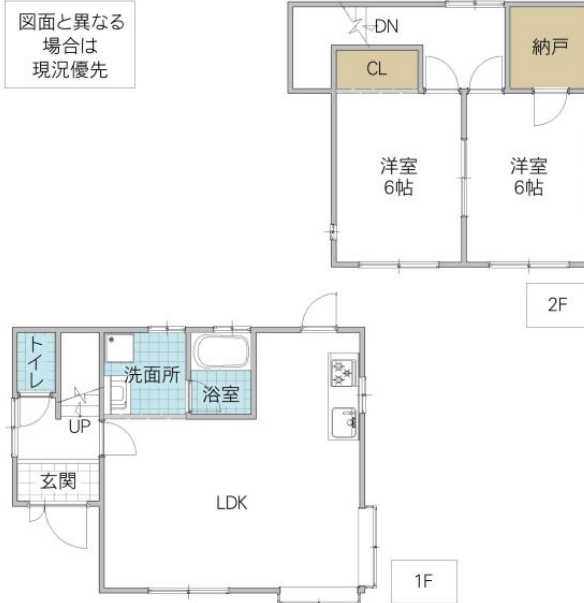 図面と異なる
場合は
現況優先
DN
納戸
CL
洋室
6帖
洋室
6帖
2F
トイレ
洗面所
浴室
UP
玄関
LDK
1F